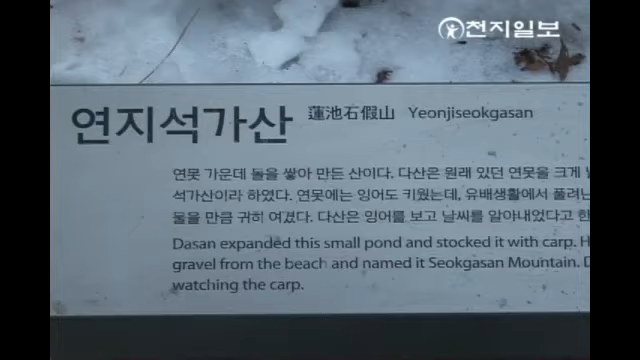 천지일보
연지석가산 蓮池石假山 Yeonjiseokgasan
연못 가운데 돌을 쌓아 만든 산이다. 다산은 원래 있던 연못을 크게
석가산이라 하였다. 연못에는 잉어도 키웠는데, 유배생활에서 풀려난
물을 만큼 귀히 여겼다. 다산은 잉어를 보고 날씨를 알아내었다고 한
Dasan expanded this small pond and stocked it with carp. H
gravel from the beach and named it Seokgasan Mountain. D
watching the carp.